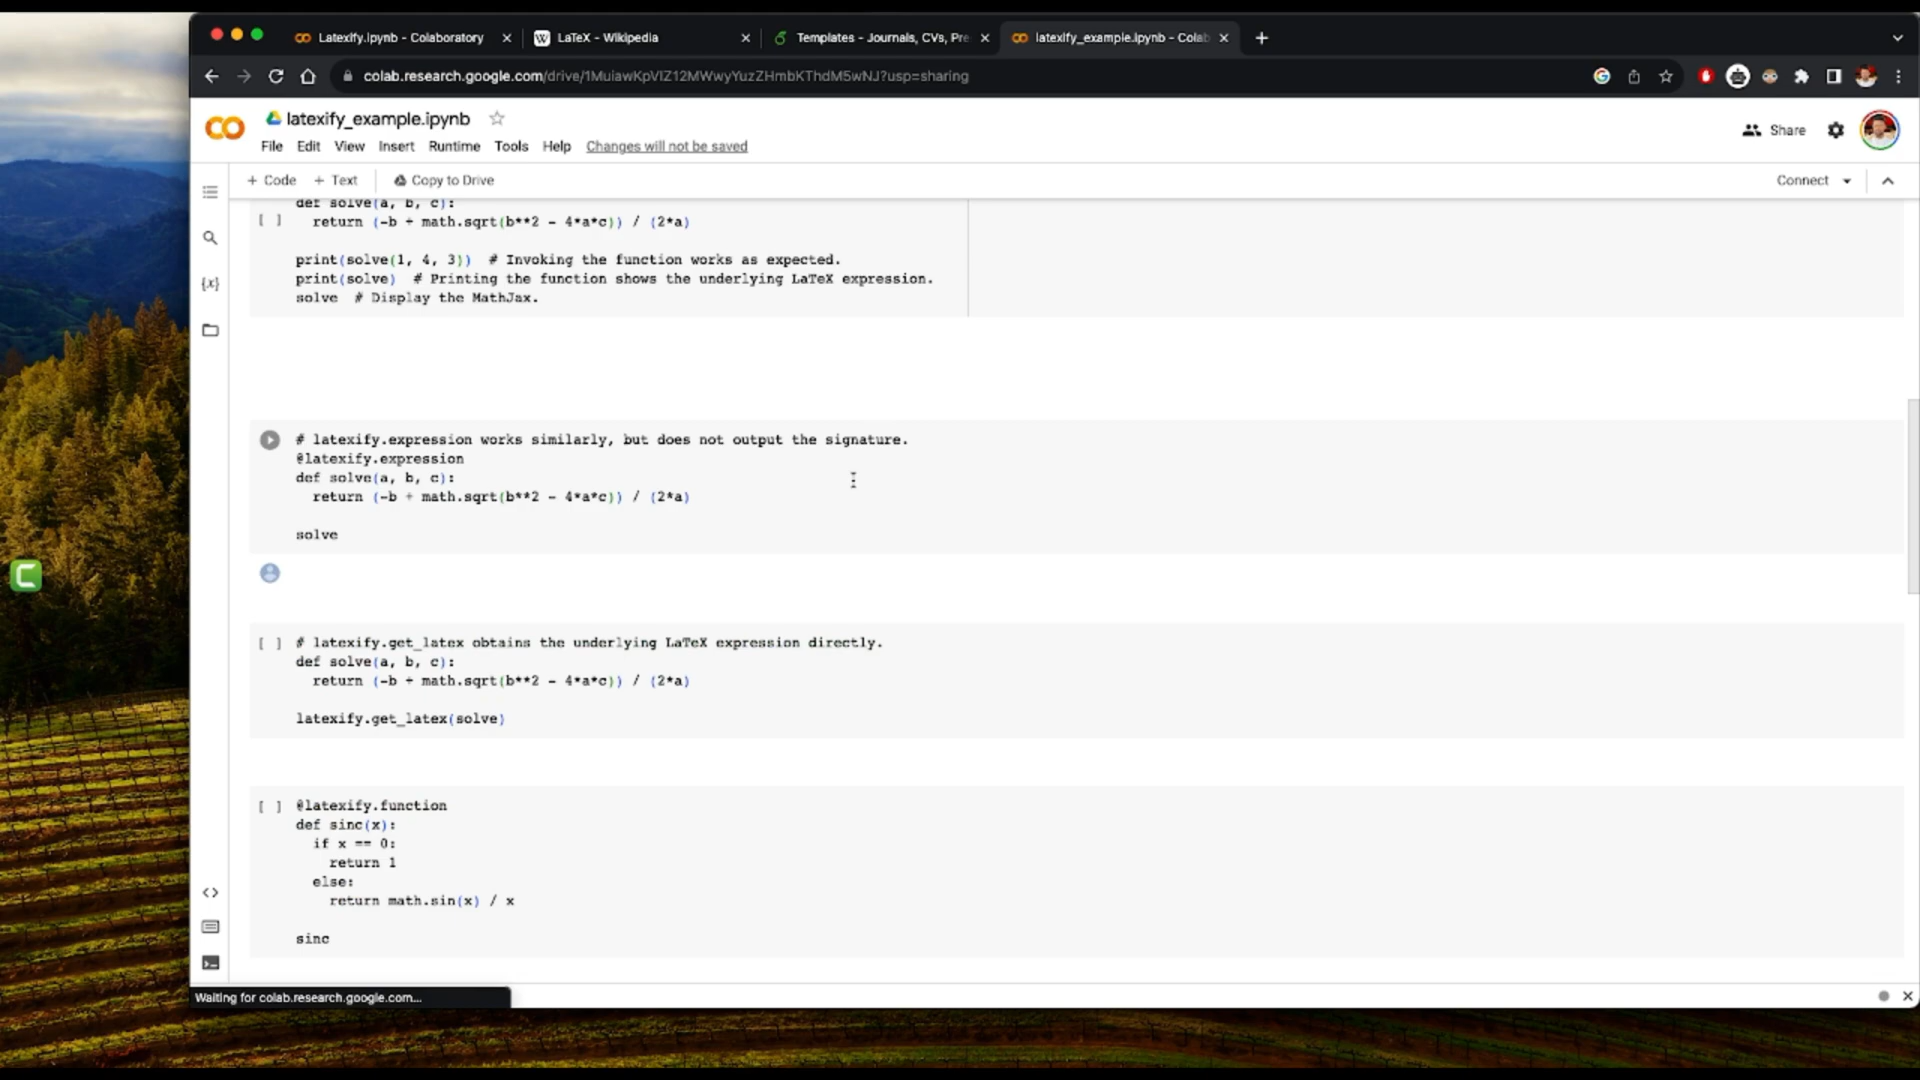 Latexify.ipynb - Colaboratory
LaTeX - Wikipedia
Templates - Journals, CVs, Pre
latexify_example.ipynb - Colab
colab.research.google.com/drive/1MuiawKpVIZ12MWwyYuzZHmbKThdM5wNJ?usp=sharing
latexify_example.ipynb
File Edit View Insert Runtime Tools Help Changes will not be saved
Share
+ Code + Text Copy to Drive
Connect
def solve(a, b, c):
[ ] return (-b + math.sqrt(b**2 - 4*a*c)) / (2*a)
print(solve(1, 4, 3)) # Invoking the function works as expected.
print(solve) # Printing the function shows the underlying LaTeX expression.
solve # Display the MathJax.
{x}
# latexify.expression works similarly, but does not output the signature.
@latexify.expression
def solve(a, b, c):
return (-b + math.sqrt(b**2 - 4*a*c)) / (2*a)
solve
[ ] # latexify.get_latex obtains the underlying LaTeX expression directly.
def solve(a, b, c):
return (-b + math.sqrt(b**2 - 4*a*c)) / (2*a)
latexify.get_latex(solve)
[ ] @latexify.function
def sinc(x):
if x == 0:
return 1
else:
return math.sin(x) / x
sinc
Waiting for colab.research.google.com...